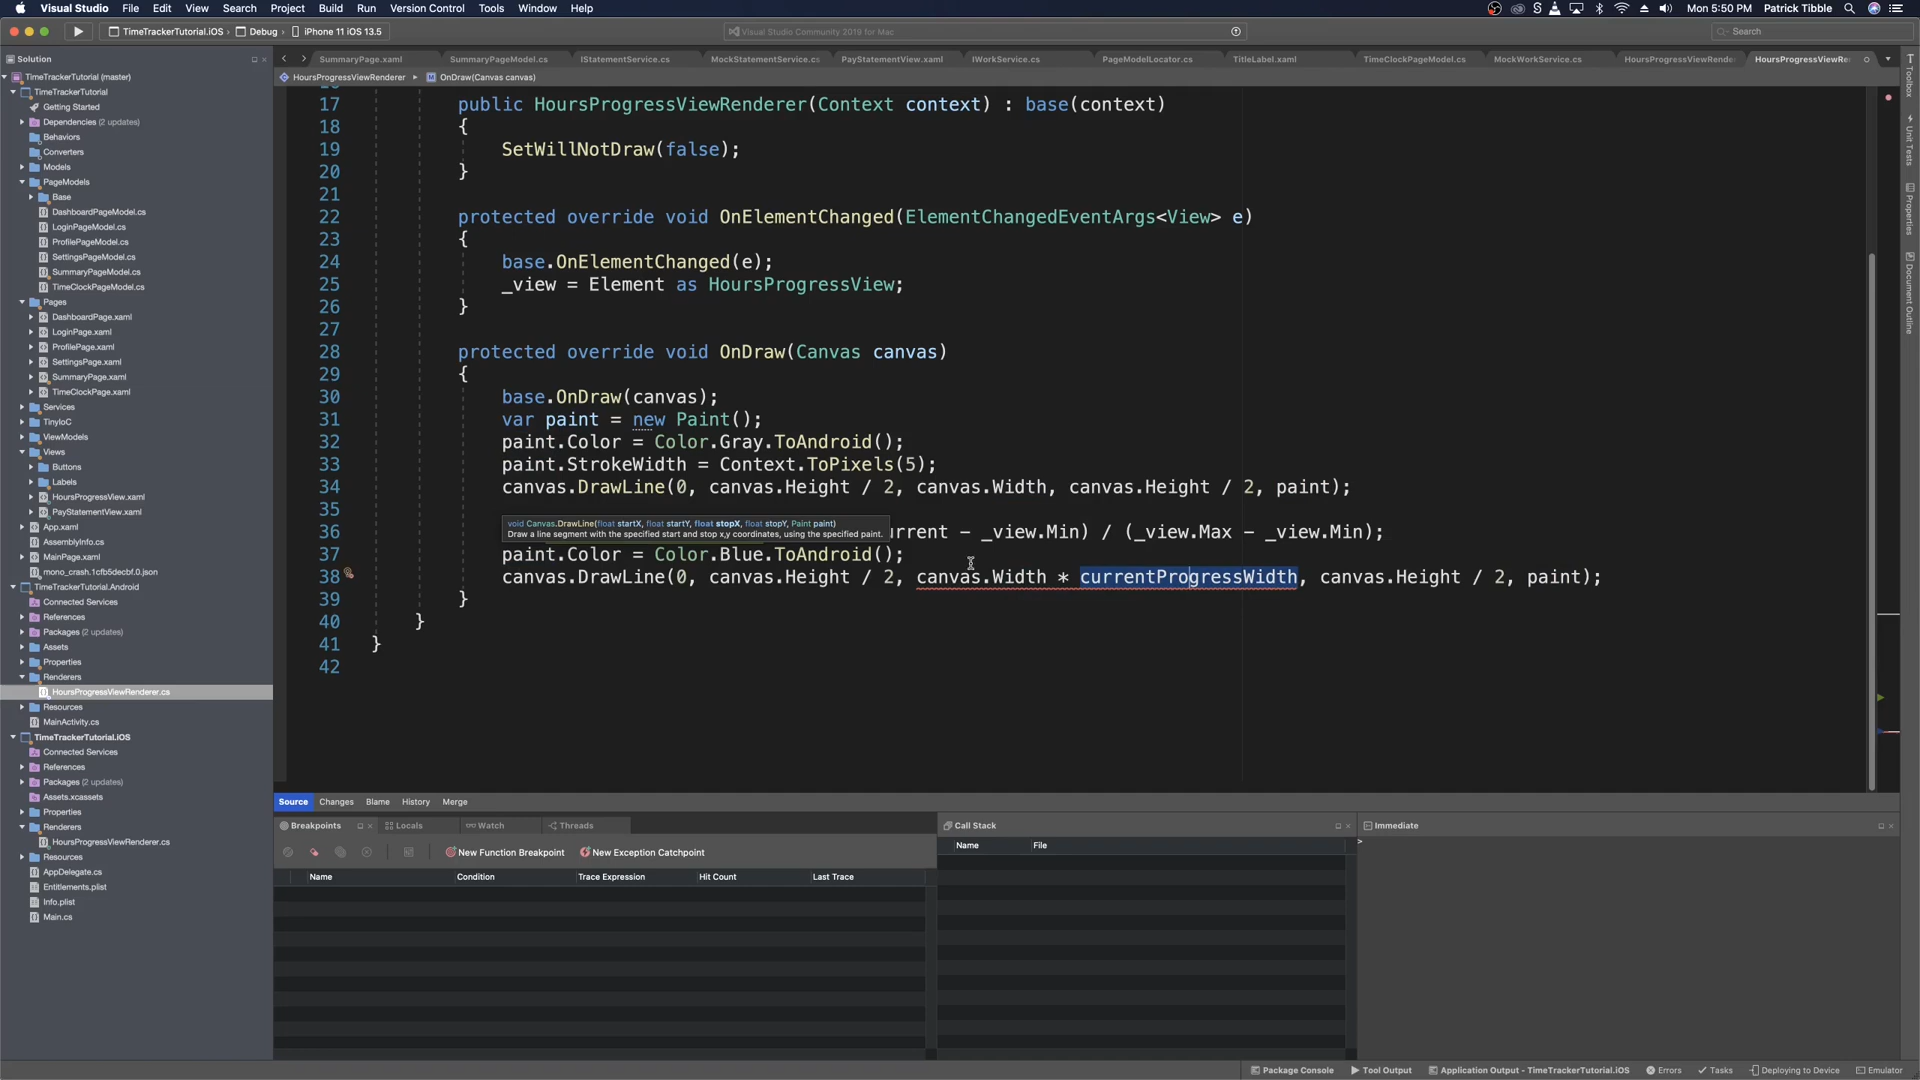 Visual Studio File Edit View Search Project Build Run Version Control Tools Window Help Mon 5:50 PM Patrick Tibble
TimeTrackerTutorial.iOS Debug iPhone 11 iOS 13.5 Visual Studio Community 2019 for Mac Search
Solution
SummaryPage.xaml SummaryPageModel.cs IStatementService.cs MockStatementService.cs PayStatementView.xaml IWorkService.cs PageModelLocator.cs TitleLabel.xaml TimeClockPageModel.cs MockWorkService.cs HoursProgressViewRende HoursProgressViewRe
HoursProgressViewRenderer OnDraw(Canvas canvas)
TimeTrackerTutorial (master)
TimeTrackerTutorial
Getting Started
Dependencies (2 updates)
Behaviors
Converters
Models
PageModels
Base
DashboardPageModel.cs
LoginPageModel.cs
ProfilePageModel.cs
SettingsPageModel.cs
SummaryPageModel.cs
TimeClockPageModel.cs
Pages
DashboardPage.xaml
LoginPage.xaml
ProfilePage.xaml
SettingsPage.xaml
SummaryPage.xaml
TimeClockPage.xaml
Services
TinyIoC
ViewModels
Views
Buttons
Labels
HoursProgressView.xaml
PayStatementView.xaml
App.xaml
AssemblyInfo.cs
MainPage.xaml
mono_crash.1cfb5decbf.0.json
TimeTrackerTutorial.Android
Connected Services
References
Packages (2 updates)
Assets
Properties
Renderers
HoursProgressViewRenderer.cs
Resources
MainActivity.cs
TimeTrackerTutorial.iOS
Connected Services
References
Packages (2 updates)
Assets.xcassets
Properties
Renderers
HoursProgressViewRenderer.cs
Resources
AppDelegate.cs
Entitlements.plist
Info.plist
Main.cs
17 public HoursProgressViewRenderer(Context context) : base(context)
18 {
19 SetWillNotDraw(false);
20 }
21
22 protected override void OnElementChanged(ElementChangedEventArgs<View> e)
23 {
24 base.OnElementChanged(e);
25 _view = Element as HoursProgressView;
26 }
27
28 protected override void OnDraw(Canvas canvas)
29 {
30 base.OnDraw(canvas);
31 var paint = new Paint();
32 paint.Color = Color.Gray.ToAndroid();
33 paint.StrokeWidth = Context.ToPixels(5);
34 canvas.DrawLine(0, canvas.Height / 2, canvas.Width, canvas.Height / 2, paint);
35
void Canvas.DrawLine(float startX, float startY, float stopX, float stopY, Paint paint)
Draw a line segment with the specified start and stop x,y coordinates, using the specified paint.
36 urrent - _view.Min) / (_view.Max - _view.Min);
37 paint.Color = Color.Blue.ToAndroid();
38 canvas.DrawLine(0, canvas.Height / 2, canvas.Width * currentProgressWidth, canvas.Height / 2, paint);
39 }
40 }
41 }
42
Toolbox
Unit Tests
Properties
Document Outline
Source Changes Blame History Merge
Breakpoints Locals Watch Threads
New Function Breakpoint New Exception Catchpoint
Name Condition Trace Expression Hit Count Last Trace
Call Stack
Name File
Immediate
>
Package Console Tool Output Application Output - TimeTrackerTutorial.iOS Errors Tasks Deploying to Device Emulator